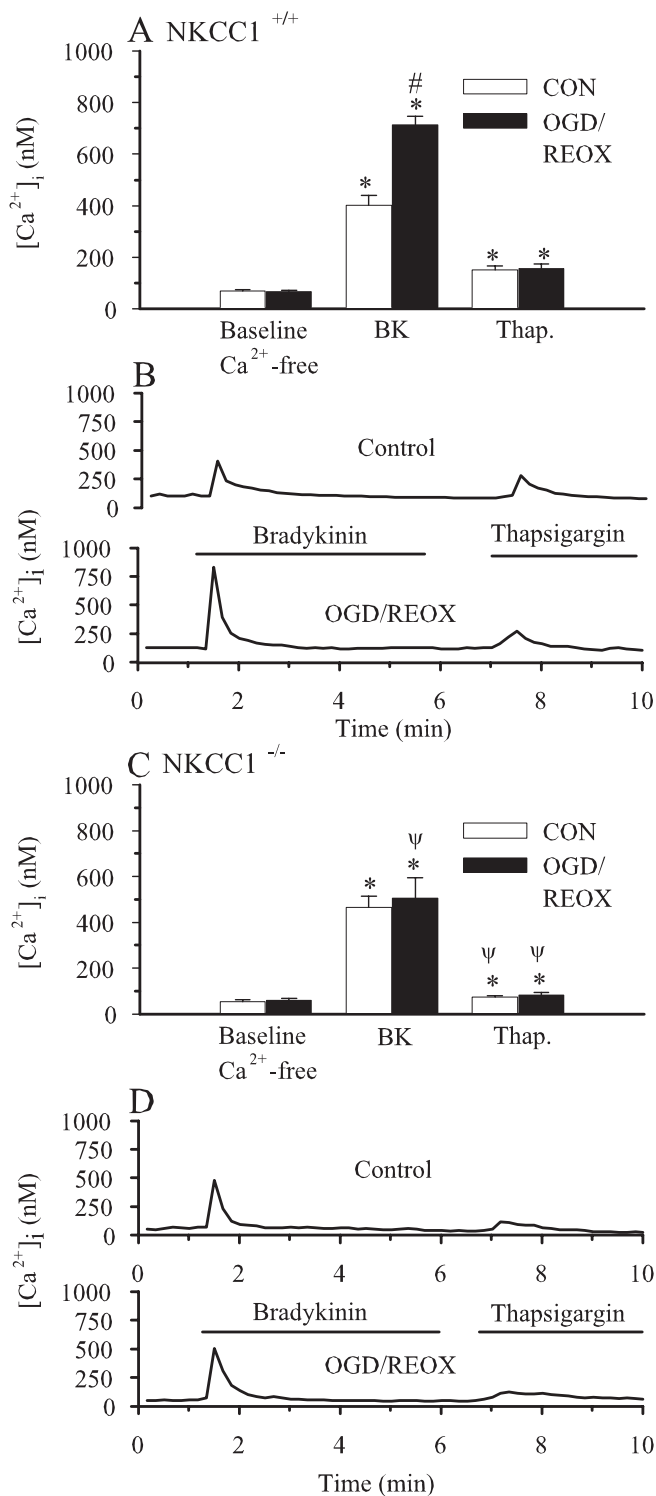 A NKCC1 +/+
1000
800
600
400
200
0
[Ca2+]i (nM)
#
*
*
* *
CON
OGD/
REOX
Baseline BK Thap.
Ca2+-free
B
1000
750
500
250
0
Control
1000
750
500
250
0
[Ca2+]i (nM)
Bradykinin Thapsigargin
OGD/REOX
0 2 4 6 8 10
Time (min)
C NKCC1 -/-
1000
800
600
400
200
0
[Ca2+]i (nM)
ψ
* *
ψ ψ
* *
CON
OGD/
REOX
Baseline BK Thap.
Ca2+-free
D
1000
750
500
250
0
Control
0 2 4 6 8 10
1000
750
500
250
0
[Ca2+]i (nM)
Bradykinin Thapsigargin
OGD/REOX
0 2 4 6 8 10
Time (min)